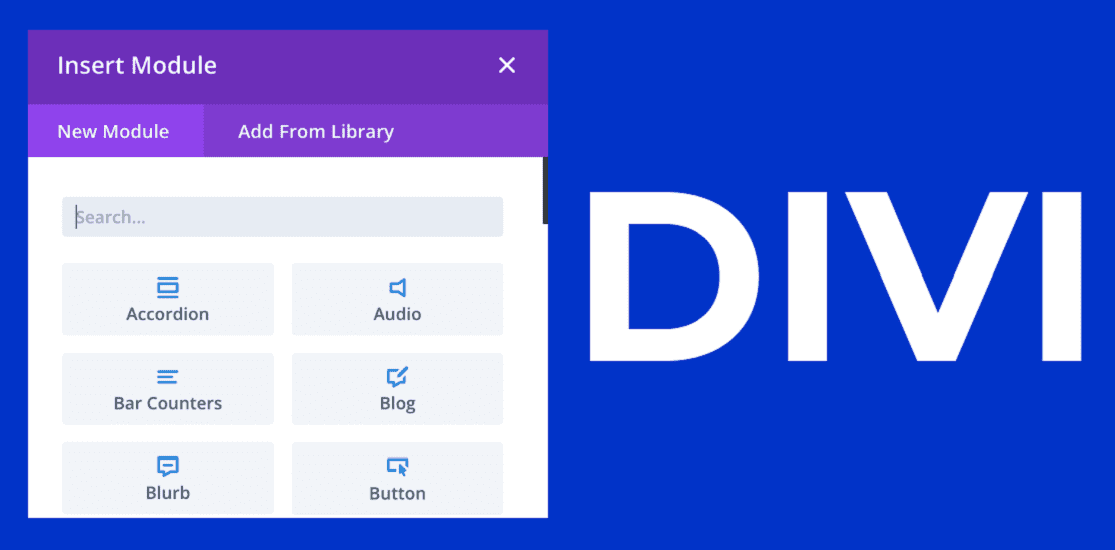 Insert Module
New Module
Add From Library
Search...
Accordion
Audio
Bar Counters
Blog
Blurb
Button
DIVI